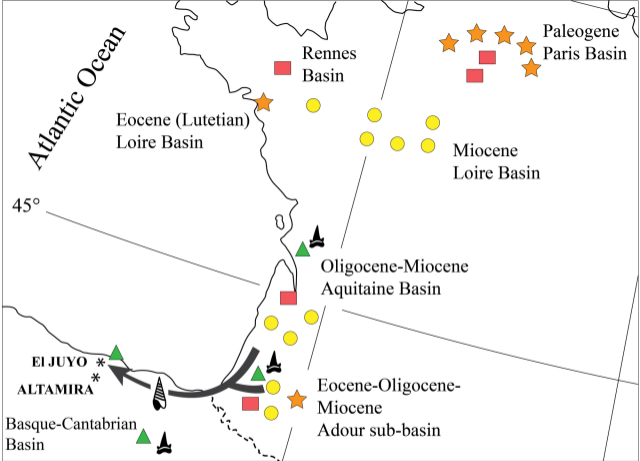 Atlantic Ocean
Rennes
Basin
Paleogene
Paris Basin
Eocene (Lutetian)
Loire Basin
Miocene
Loire Basin
45°
Oligocene-Miocene
Aquitaine Basin
El JUYO *
ALTAMIRA *
Eocene-Oligocene-
Miocene
Adour sub-basin
Basque-Cantabrian
Basin